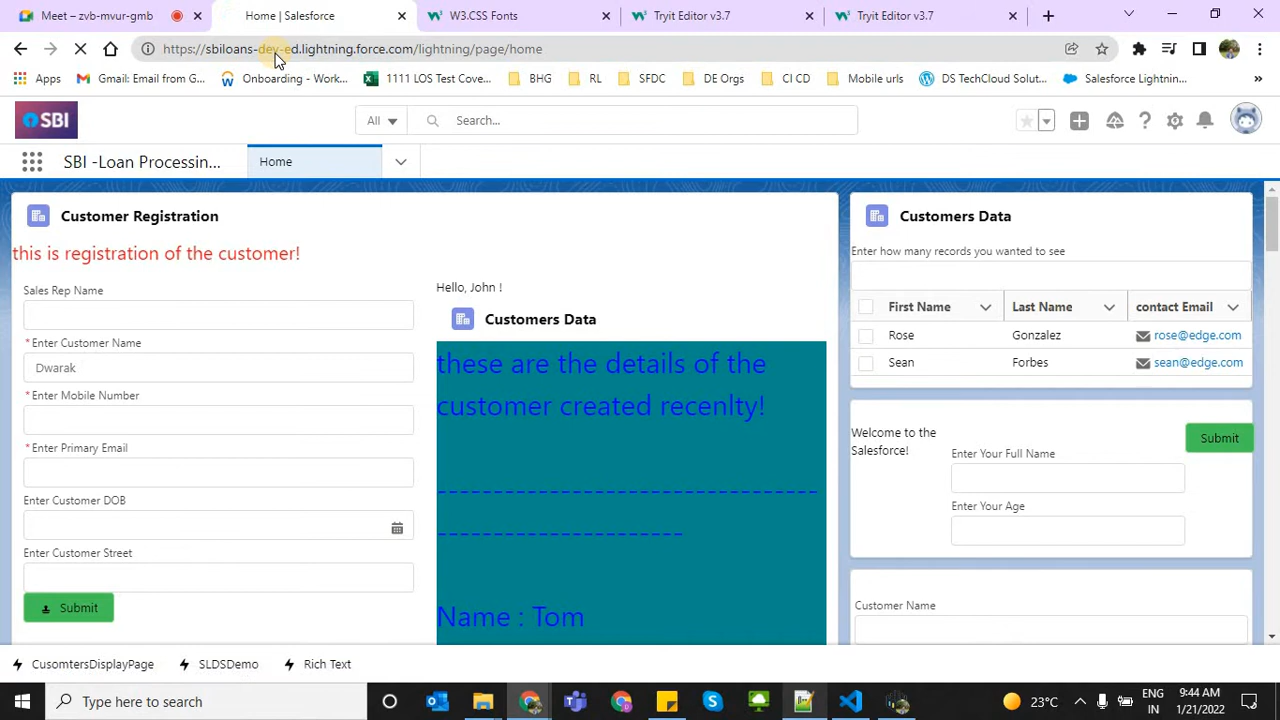 Meet – zvb-mvur-gmb
Home | Salesforce
W3.CSS Fonts
Tryit Editor v3.7
Tryit Editor v3.7
https://sbiloans-dev-ed.lightning.force.com/lightning/page/home
Apps
Gmail: Email from G...
Onboarding - Work...
1111 LOS Test Cove...
BHG
RL
SFDC
DE Orgs
CI CD
Mobile urls
DS TechCloud Solut...
Salesforce Lightnin...
»
SBI
All
Search...
SBI -Loan Processin...
Home
Customer Registration
this is registration of the customer!
Sales Rep Name
*Enter Customer Name
Dwarak
*Enter Mobile Number
*Enter Primary Email
Enter Customer DOB
Enter Customer Street
Submit
Hello, John !
Customers Data
these are the details of the
customer created recenlty!
--------------------------------
---------------------
Name : Tom
Customers Data
Enter how many records you wanted to see
First Name
Last Name
contact Email
Rose
Gonzalez
rose@edge.com
Sean
Forbes
sean@edge.com
Welcome to the
Salesforce!
Submit
Enter Your Full Name
Enter Your Age
Customer Name
CusomtersDisplayPage
SLDSDemo
Rich Text
Type here to search
23°C
ENG
IN
9:44 AM
1/21/2022